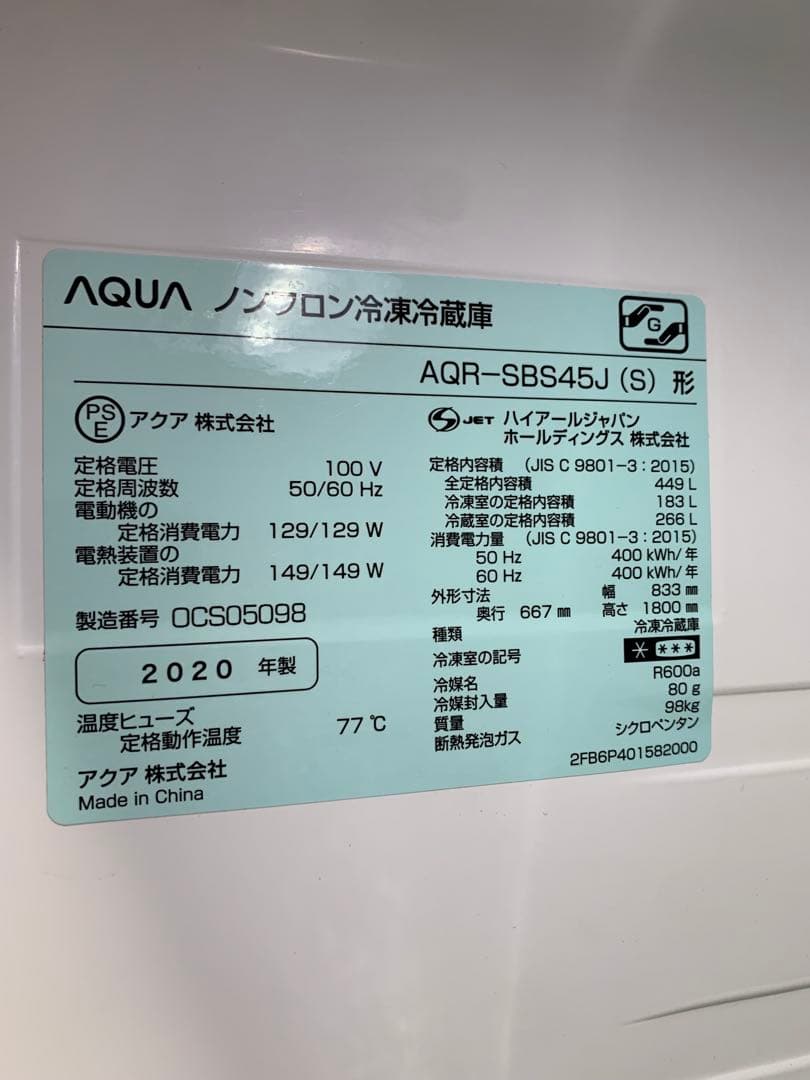 AQUA ノンフロン冷凍冷蔵庫
G
AQR-SBS45J (S) 形
PSE アクア 株式会社
定格電圧 100 V
定格周波数 50/60 Hz
電動機の
定格消費電力 129/129 W
電熱装置の
定格消費電力 149/149 W
製造番号 OCS05098
2020 年製
温度ヒューズ
定格動作温度 77 ℃
アクア 株式会社
Made in China
S JET ハイアールジャパン
ホールディングス 株式会社
定格内容積 (JIS C 9801-3：2015)
全定格内容積 449 L
冷凍室の定格内容積 183 L
冷蔵室の定格内容積 266 L
消費電力量 (JIS C 9801-3：2015)
50 Hz 400 kWh/年
60 Hz 400 kWh/年
外形寸法 幅 833 ㎜
奥行 667 ㎜ 高さ 1800 ㎜
種類 冷凍冷蔵庫
冷凍室の記号 * ***
冷媒名 R600a
冷媒封入量 80 g
質量 98kg
断熱発泡ガス シクロペンタン
2FB6P401582000